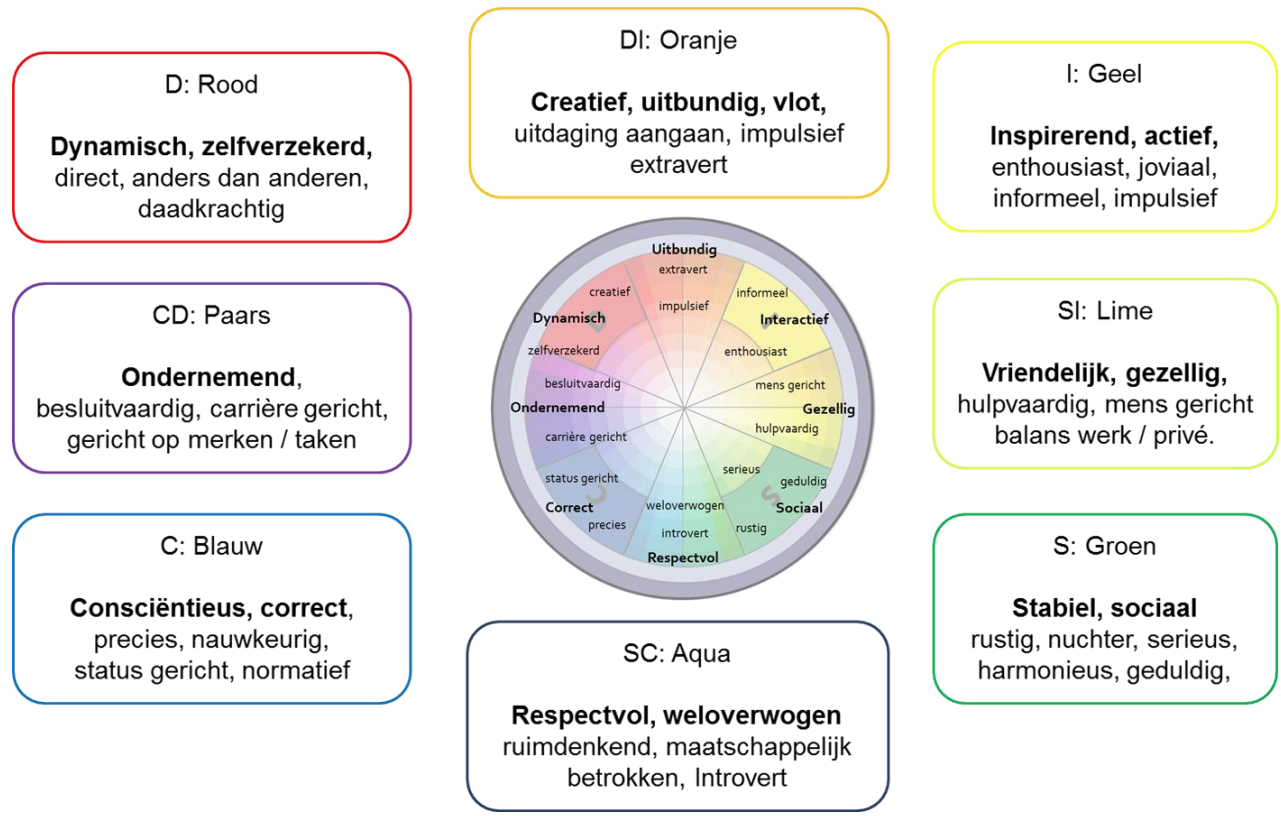 D: Rood
Dynamisch, zelfverzekerd,
direct, anders dan anderen,
daadkrachtig
DI: Oranje
Creatief, uitbundig, vlot,
uitdaging aangaan, impulsief
extravert
I: Geel
Inspirerend, actief,
enthousiast, joviaal,
informeel, impulsief
CD: Paars
Ondernemend,
besluitvaardig, carrière gericht,
gericht op merken / taken
Uitbundig
extravert
creatief
informeel
impulsief
Dynamisch
D
I
Interactief
zelfverzekerd
enthousiast
besluitvaardig
mens gericht
Ondernemend
Gezellig
hulpvaardig
carrière gericht
serieus
status gericht
geduldig
C
S
Correct
weloverwogen
Sociaal
precies
introvert
rustig
Respectvol
SI: Lime
Vriendelijk, gezellig,
hulpvaardig, mens gericht
balans werk / privé.
C: Blauw
Consciëntieus, correct,
precies, nauwkeurig,
status gericht, normatief
SC: Aqua
Respectvol, weloverwogen
ruimdenkend, maatschappelijk
betrokken, Introvert
S: Groen
Stabiel, sociaal
rustig, nuchter, serieus,
harmonieus, geduldig,